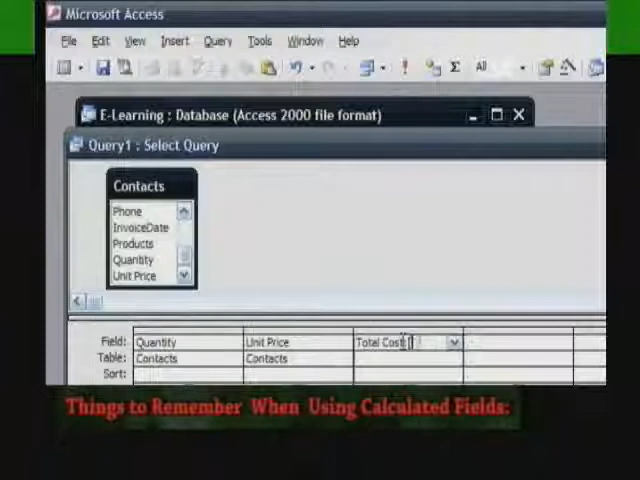 Microsoft Access
File Edit View Insert Query Tools Window Help
Σ All
E-Learning : Database (Access 2000 file format)
Query1 : Select Query
Contacts
Phone
InvoiceDate
Products
Quantity
Unit Price
Field: Quantity Unit Price Total Cost: [
Table: Contacts Contacts
Sort:
Things to Remember When Using Calculated Fields: